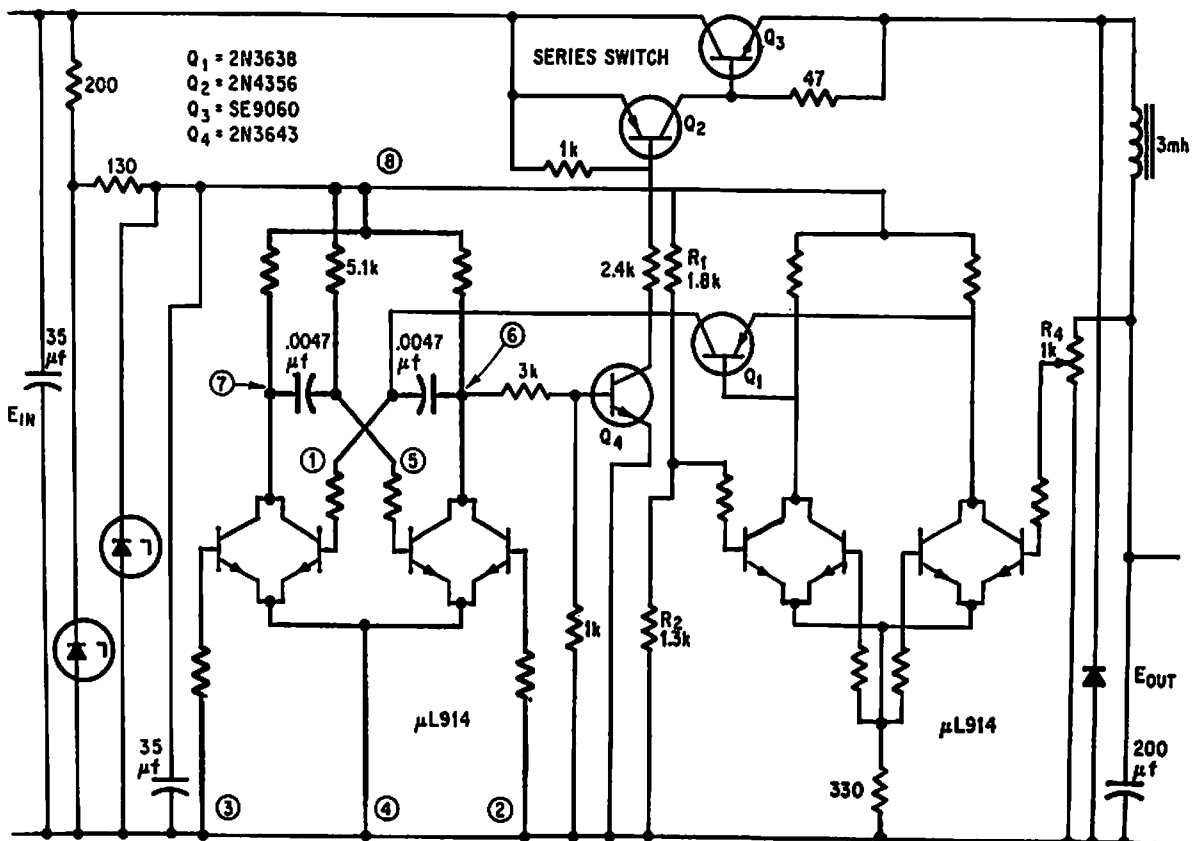 Q1 = 2N3638
Q2 = 2N4356
Q3 = SE9060
Q4 = 2N3643
SERIES SWITCH
Q3
200
47
Q2
3mh
1k
130
8
5.1k
2.4k
R1
1.8k
35
µf
.0047
µf
.0047
µf
6
R4
1k
7
3k
Q1
EIN
Q4
1
5
R2
1.3k
1k
EOUT
µL914
µL914
35
µf
200
µf
330
3
4
2